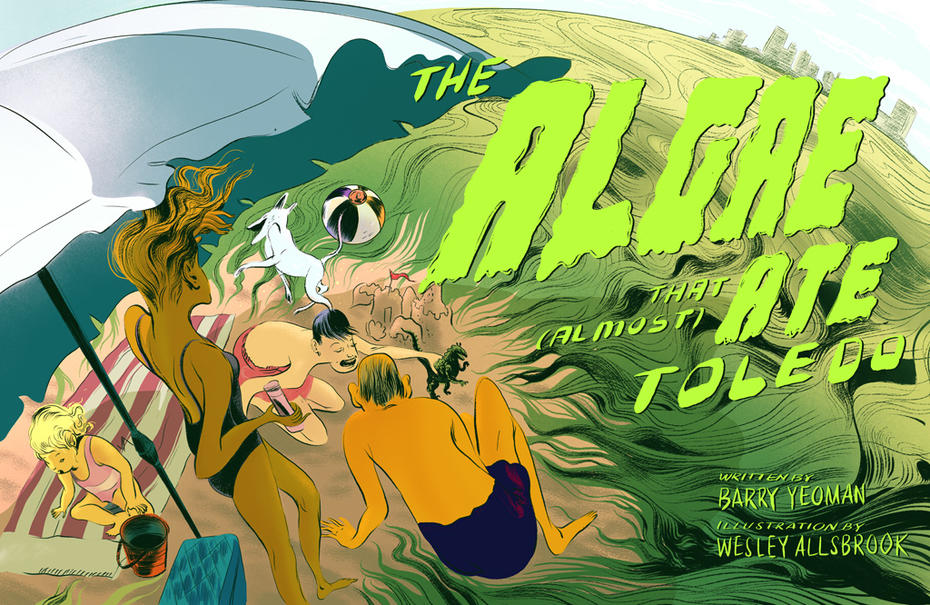 THE
ALGAE
THAT ATE
(ALMOST)
TOLEDO
WRITTEN BY
BARRY YEOMAN
ILLUSTRATION BY
WESLEY ALLSBROOK